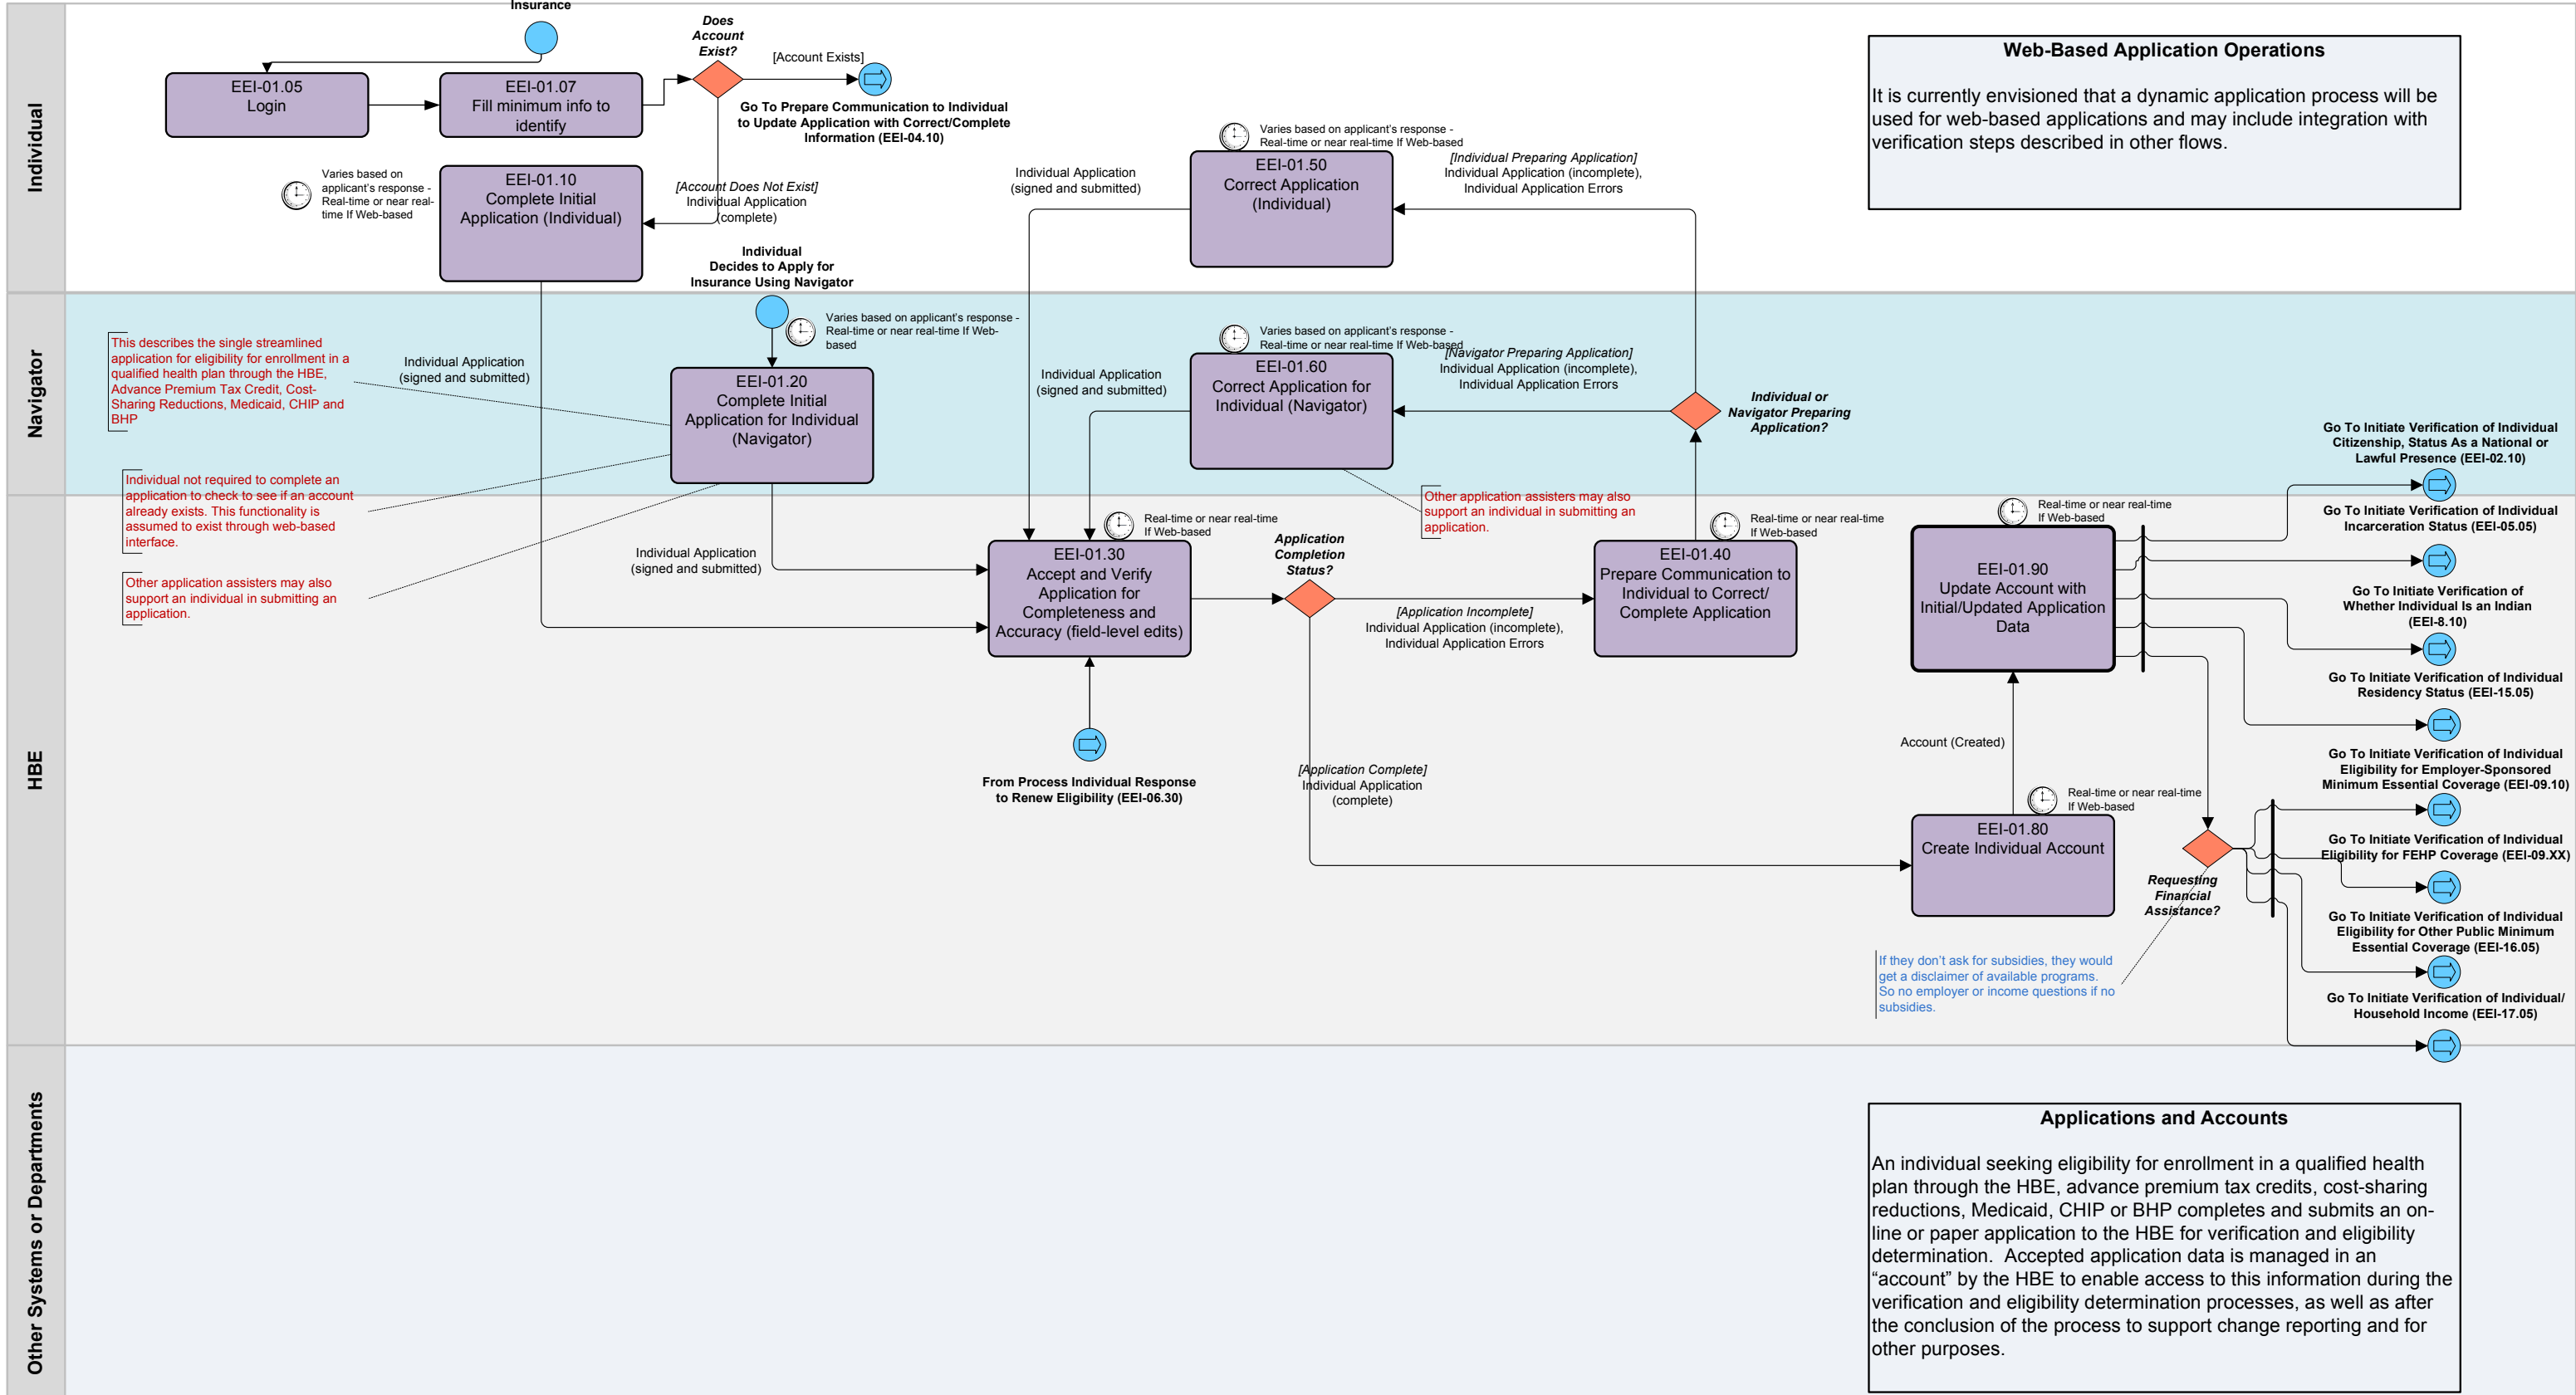 Insurance
Does
Account
Exist?
[Account Exists]
EEI-01.05
Login
EEI-01.07
Fill minimum info to
identify
Go To Prepare Communication to Individual
to Update Application with Correct/Complete
Information (EEI-04.10)
Web-Based Application Operations
It is currently envisioned that a dynamic application process will be
used for web-based applications and may include integration with
verification steps described in other flows.
Individual
Varies based on
applicant's response -
Real-time or near real-
time If Web-based
EEI-01.10
Complete Initial
Application (Individual)
[Account Does Not Exist]
Individual Application
(complete)
Individual Application
(signed and submitted)
Varies based on applicant's response -
Real-time or near real-time If Web-based
EEI-01.50
Correct Application
(Individual)
[Individual Preparing Application]
Individual Application (incomplete),
Individual Application Errors
Individual
Decides to Apply for
Insurance Using Navigator
Navigator
This describes the single streamlined
application for eligibility for enrollment in a
qualified health plan through the HBE,
Advance Premium Tax Credit, Cost-
Sharing Reductions, Medicaid, CHIP and
BHP
Individual Application
(signed and submitted)
Varies based on applicant's response -
Real-time or near real-time If Web-
based
EEI-01.20
Complete Initial
Application for Individual
(Navigator)
Individual Application
(signed and submitted)
Varies based on applicant's response -
Real-time or near real-time If Web-based
EEI-01.60
Correct Application for
Individual (Navigator)
[Navigator Preparing Application]
Individual Application (incomplete),
Individual Application Errors
Individual or
Navigator Preparing
Application?
Go To Initiate Verification of Individual
Citizenship, Status As a National or
Lawful Presence (EEI-02.10)
Individual not required to complete an
application to check to see if an account
already exists. This functionality is
assumed to exist through web-based
interface.
Other application assisters may also
support an individual in submitting an
application.
HBE
Other application assisters may also
support an individual in submitting an
application.
Individual Application
(signed and submitted)
Real-time or near real-time
If Web-based
EEI-01.30
Accept and Verify
Application for
Completeness and
Accuracy (field-level edits)
Application
Completion
Status?
[Application Incomplete]
Individual Application (incomplete),
Individual Application Errors
Real-time or near real-time
If Web-based
EEI-01.40
Prepare Communication to
Individual to Correct/
Complete Application
Real-time or near real-time
If Web-based
EEI-01.90
Update Account with
Initial/Updated Application
Data
Go To Initiate Verification of Individual
Incarceration Status (EEI-05.05)
Go To Initiate Verification of
Whether Individual Is an Indian
(EEI-8.10)
Go To Initiate Verification of Individual
Residency Status (EEI-15.05)
From Process Individual Response
to Renew Eligibility (EEI-06.30)
[Application Complete]
Individual Application
(complete)
Account (Created)
Real-time or near real-time
If Web-based
EEI-01.80
Create Individual Account
Go To Initiate Verification of Individual
Eligibility for Employer-Sponsored
Minimum Essential Coverage (EEI-09.10)
Go To Initiate Verification of Individual
Eligibility for FEHP Coverage (EEI-09.XX)
Requesting
Financial
Assistance?
Go To Initiate Verification of Individual
Eligibility for Other Public Minimum
Essential Coverage (EEI-16.05)
If they don't ask for subsidies, they would
get a disclaimer of available programs.
So no employer or income questions if no
subsidies.
Go To Initiate Verification of Individual/
Household Income (EEI-17.05)
Other Systems or Departments
Applications and Accounts
An individual seeking eligibility for enrollment in a qualified health
plan through the HBE, advance premium tax credits, cost-sharing
reductions, Medicaid, CHIP or BHP completes and submits an on-
line or paper application to the HBE for verification and eligibility
determination.  Accepted application data is managed in an
“account” by the HBE to enable access to this information during the
verification and eligibility determination processes, as well as after
the conclusion of the process to support change reporting and for
other purposes.